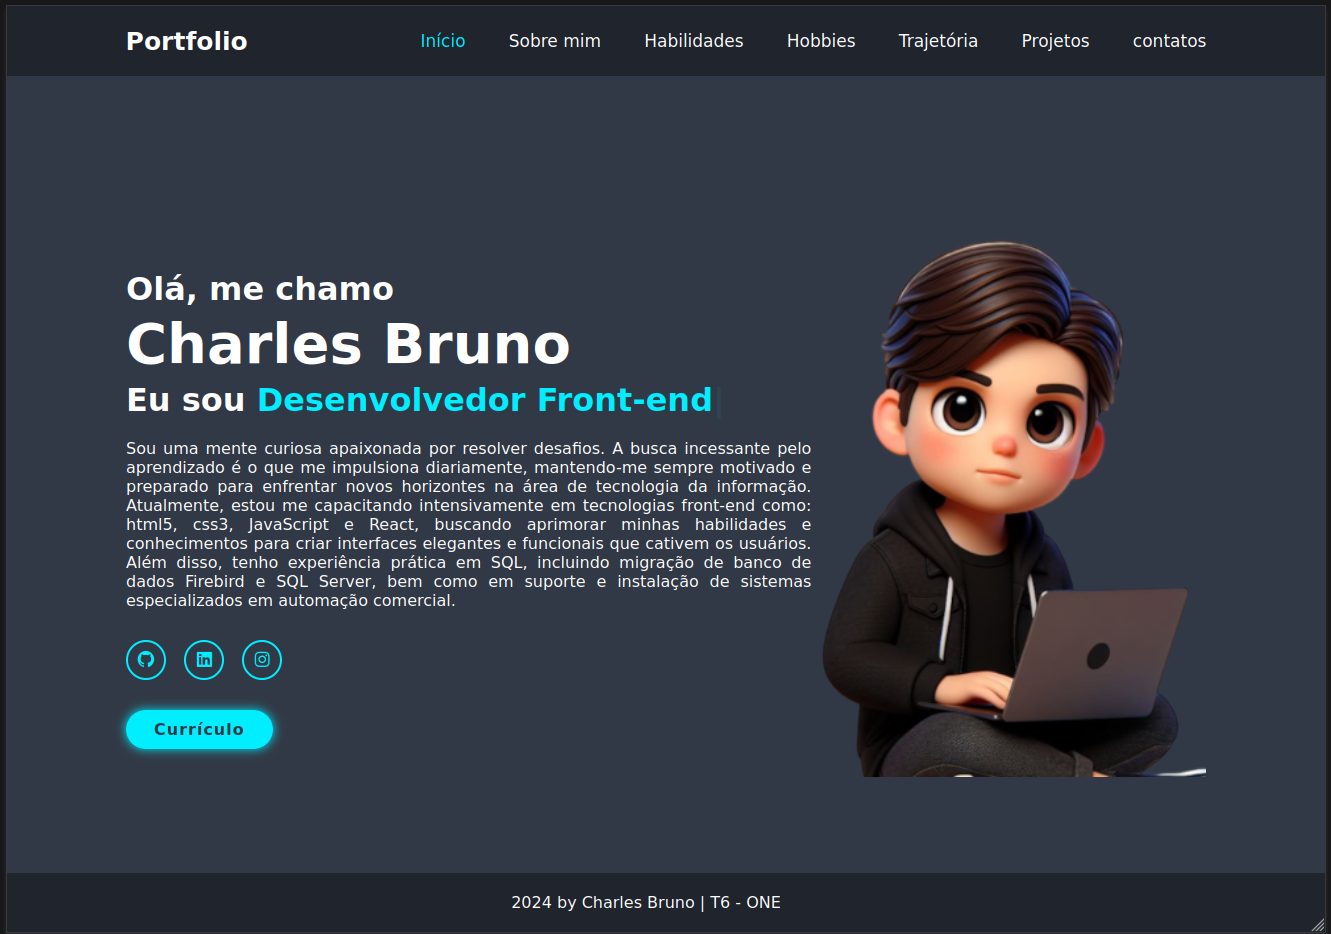 Portfolio
Início Sobre mim Habilidades Hobbies Trajetória Projetos contatos
Olá, me chamo
Charles Bruno
Eu sou Desenvolvedor Front-end
Sou uma mente curiosa apaixonada por resolver desafios. A busca incessante pelo
aprendizado é o que me impulsiona diariamente, mantendo-me sempre motivado e
preparado para enfrentar novos horizontes na área de tecnologia da informação.
Atualmente, estou me capacitando intensivamente em tecnologias front-end como:
html5, css3, JavaScript e React, buscando aprimorar minhas habilidades e
conhecimentos para criar interfaces elegantes e funcionais que cativem os usuários.
Além disso, tenho experiência prática em SQL, incluindo migração de banco de
dados Firebird e SQL Server, bem como em suporte e instalação de sistemas
especializados em automação comercial.
Currículo
2024 by Charles Bruno | T6 - ONE